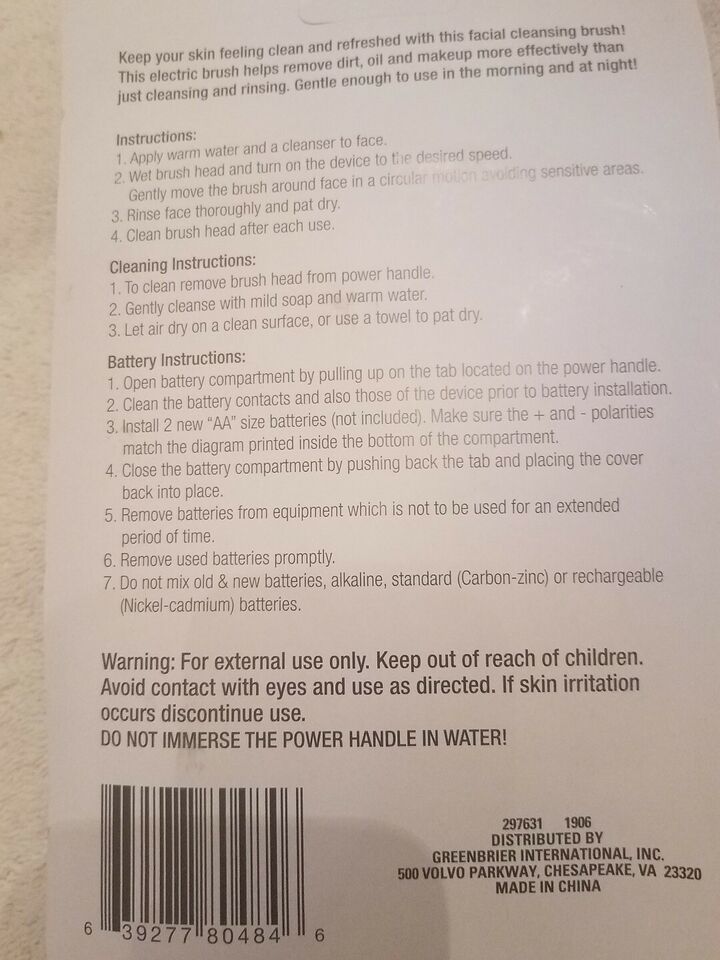 Keep your skin feeling clean and refreshed with this facial cleansing brush!
This electric brush helps remove dirt, oil and makeup more effectively than
just cleansing and rinsing. Gentle enough to use in the morning and at night!
Instructions:
1. Apply warm water and a cleanser to face.
2. Wet brush head and turn on the device to the desired speed.
Gently move the brush around face in a circular motion avoiding sensitive areas.
3. Rinse face thoroughly and pat dry.
4. Clean brush head after each use.
Cleaning Instructions:
1. To clean remove brush head from power handle.
2. Gently cleanse with mild soap and warm water.
3. Let air dry on a clean surface, or use a towel to pat dry.
Battery Instructions:
1. Open battery compartment by pulling up on the tab located on the power handle.
2. Clean the battery contacts and also those of the device prior to battery installation.
3. Install 2 new “AA” size batteries (not included). Make sure the + and - polarities
match the diagram printed inside the bottom of the compartment.
4. Close the battery compartment by pushing back the tab and placing the cover
back into place.
5. Remove batteries from equipment which is not to be used for an extended
period of time.
6. Remove used batteries promptly.
7. Do not mix old & new batteries, alkaline, standard (Carbon-zinc) or rechargeable
(Nickel-cadmium) batteries.
Warning: For external use only. Keep out of reach of children.
Avoid contact with eyes and use as directed. If skin irritation
occurs discontinue use.
DO NOT IMMERSE THE POWER HANDLE IN WATER!
297631 1906
DISTRIBUTED BY
GREENBRIER INTERNATIONAL, INC.
500 VOLVO PARKWAY, CHESAPEAKE, VA 23320
MADE IN CHINA
6 39277 80484 6